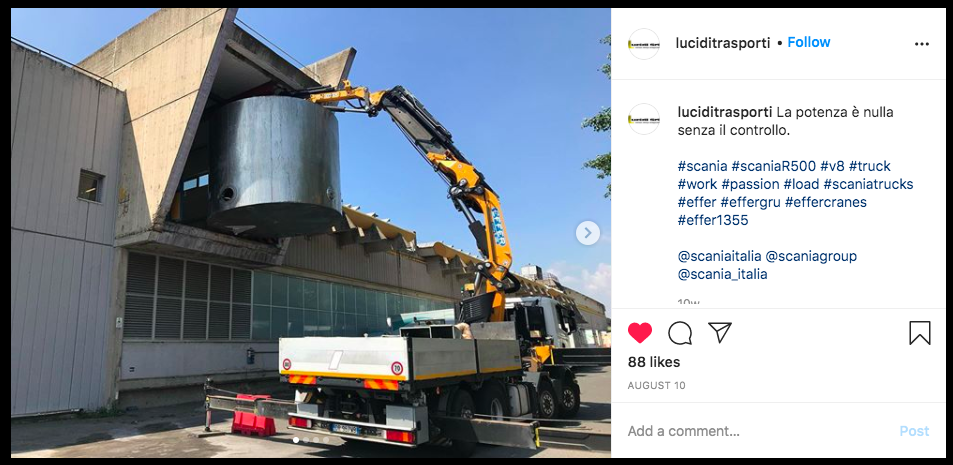 luciditrasporti • Follow
luciditrasporti La potenza è nulla
senza il controllo.
#scania #scaniaR500 #v8 #truck
#work #passion #load #scaniatrucks
#effer #effergru #effercranes
#effer1355
@scaniaitalia @scaniagroup
@scania_italia
10w
88 likes
AUGUST 10
Add a comment...
Post